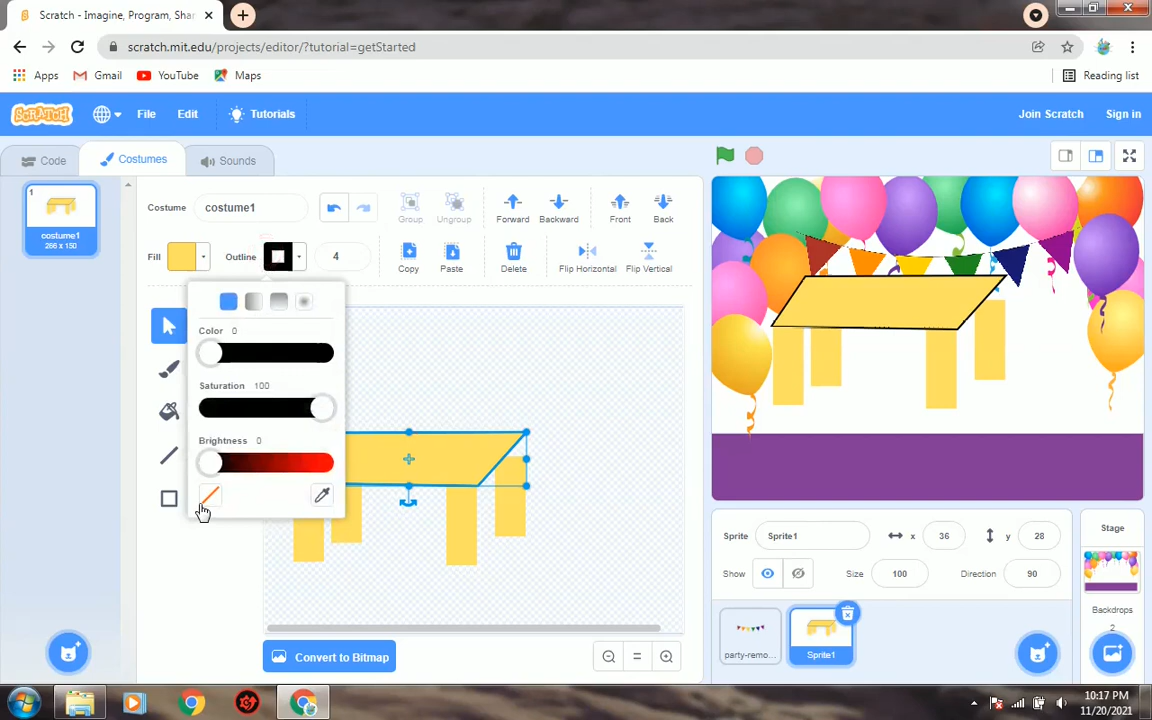 Scratch - Imagine, Program, Shar
scratch.mit.edu/projects/editor/?tutorial=getStarted
Apps Gmail YouTube Maps Reading list
SCRATCH File Edit Tutorials Join Scratch Sign in
Code Costumes Sounds
1
costume1
266 x 150
Costume costume1 Group Ungroup Forward Backward Front Back
Fill Outline 4 Copy Paste Delete Flip Horizontal Flip Vertical
Color 0
Saturation 100
Brightness 0
Convert to Bitmap
Sprite Sprite1 x 36 y 28
Show Size 100 Direction 90
party-remo...
Sprite1
Stage
Backdrops
2
10:17 PM
11/20/2021